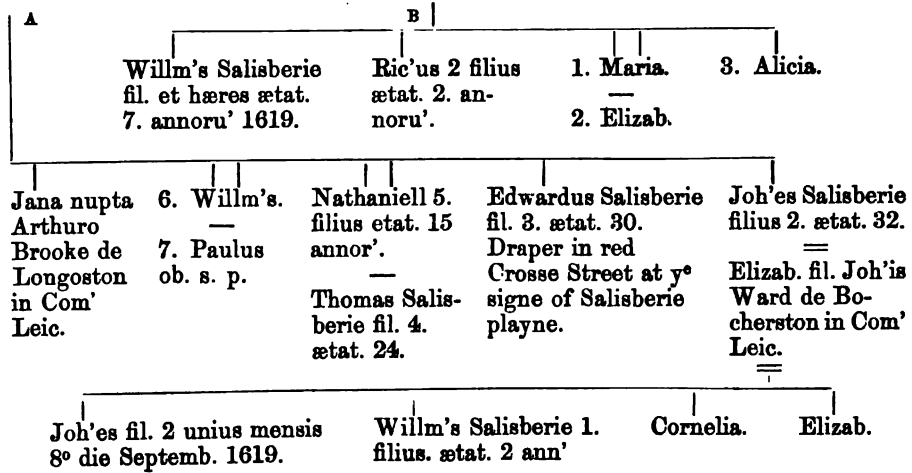 A
B
Willm's Salisberie
fil. et hæres ætat.
7. annoru' 1619.
Ric'us 2 filius
ætat. 2. an-
noru'.
1. Maria.
—
2. Elizab.
3. Alicia.
Jana nupta
Arthuro
Brooke de
Longoston
in Com'
Leic.
6. Willm's.
—
7. Paulus
ob. s. p.
Nathaniell 5.
filius etat. 15
annor'.
—
Thomas Salis-
berie fil. 4.
ætat. 24.
Edwardus Salisberie
fil. 3. ætat. 30.
Draper in red
Crosse Street at yᵉ
signe of Salisberie
playne.
Joh'es Salisberie
filius 2. ætat. 32.
=
Elizab. fil. Joh'is
Ward de Bo-
cherston in Com'
Leic.
=
Joh'es fil. 2 unius mensis
8º die Septemb. 1619.
Willm's Salisberie 1.
filius. ætat. 2 ann'
Cornelia.
Elizab.